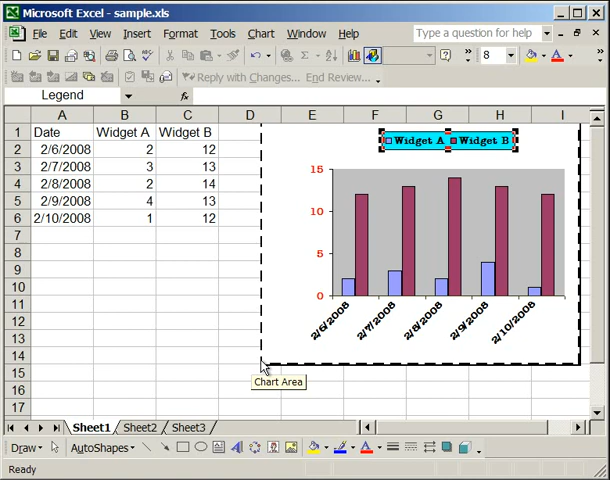 Microsoft Excel - sample.xls
File Edit View Insert Format Tools Chart Window Help
Type a question for help
8
Reply with Changes... End Review...
Legend fx
A B C D E F G H I
1 Date Widget A Widget B
2 2/6/2008 2 12
3 2/7/2008 3 13
4 2/8/2008 2 14
5 2/9/2008 4 13
6 2/10/2008 1 12
7
8
9
10
11
12
13
14
15
16
17
Widget A Widget B
15
10
5
0
2/6/2008 2/7/2008 2/8/2008 2/9/2008 2/10/2008
Chart Area
Sheet1 Sheet2 Sheet3
Draw AutoShapes
Ready